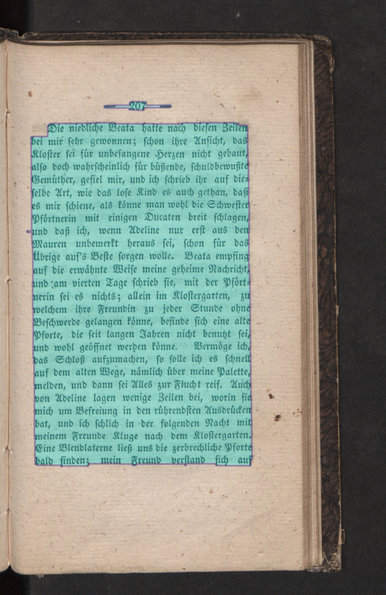 207
Die niedliche Beata hatte nach diesen Zeilen
bei mir sehr gewonnen; schon ihre Ansicht, das
Kloster sei für unbefangene Herzen nicht gebaut,
also doch wahrscheinlich für büßende, schuldbewußte
Gemüther, gefiel mir, und ich schrieb ihr auf die-
selbe Art, wie das lose Kind es auch gethan, daß
es mir schiene, als könne man wohl die Schwester
Pförtnerin mit einigen Ducaten breit schlagen,
und daß ich, wenn Adeline nur erst aus den
Mauren unbemerkt heraus sei, schon für das
Übrige auf's Beste sorgen wolle. Beata empfing
auf die erwähnte Weise meine geheime Nachricht,
und am vierten Tage schrieb sie, mit der Pfört-
nerin sei es nichts; allein im Klostergarten, zu
welchem ihre Freundin zu jeder Stunde ohne
Beschwerde gelangen könne, befinde sich eine alte
Pforte, die seit langen Jahren nicht benutzt sei,
und wohl geöffnet werden könne. Vermöge ich,
das Schloß aufzumachen, so solle ich es schnell
auf dem alten Wege, nämlich über meine Palette,
melden, und dann sei Alles zur Flucht reif. Auch
von Adeline lagen wenige Zeilen bei, worin sie
mich um Befreiung in den rührendsten Ausdrücken
bat, und ich schlich in der folgenden Nacht mit
meinem Freunde Kluge nach dem Klostergarten.
Eine Blendlaterne ließ uns die zerbrechliche Pforte
bald finden; mein Freund verstand sich auf